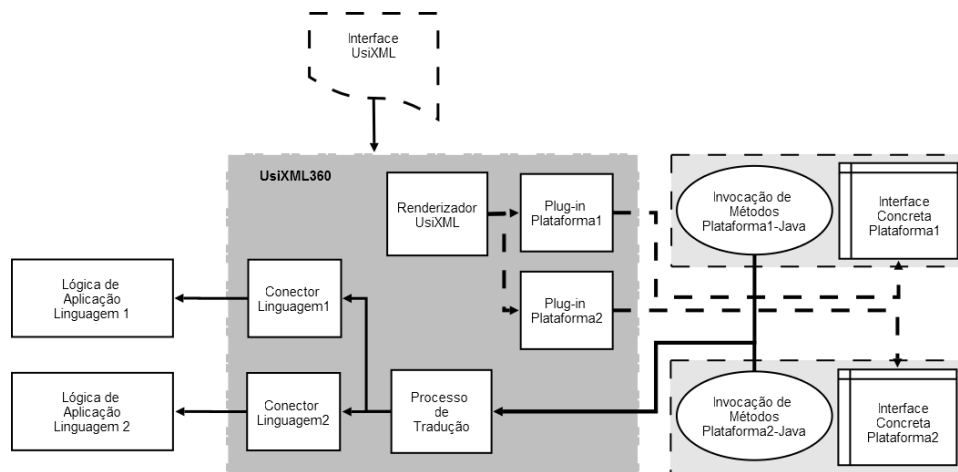 Interface
UsiXML
UsiXML360
Renderizador
UsiXML
Plug-in
Plataforma1
Invocação de
Métodos
Plataforma1-Java
Interface
Concreta
Plataforma1
Lógica de
Aplicação
Linguagem 1
Conector
Linguagem1
Plug-in
Plataforma2
Lógica de
Aplicação
Linguagem 2
Conector
Linguagem2
Processo
de
Tradução
Invocação de
Métodos
Plataforma2-Java
Interface
Concreta
Plataforma2